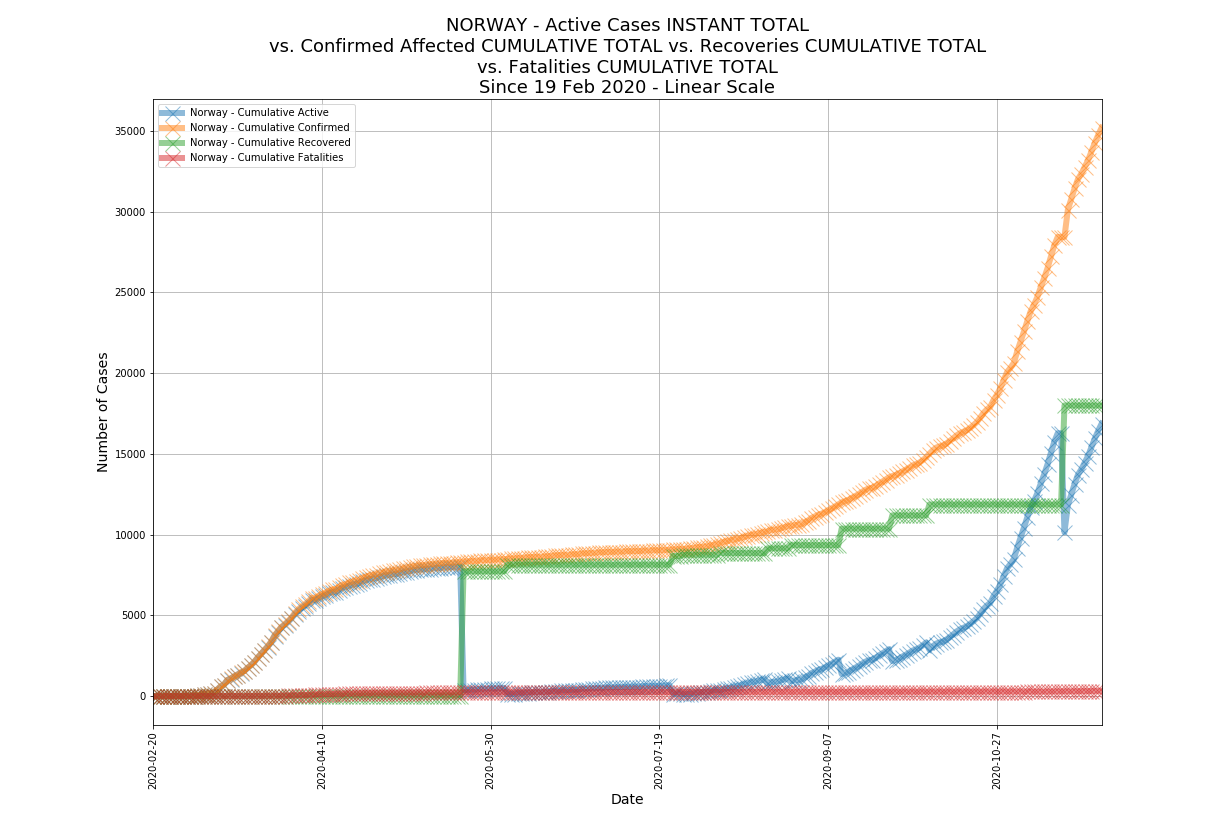 NORWAY - Active Cases INSTANT TOTAL
vs. Confirmed Affected CUMULATIVE TOTAL vs. Recoveries CUMULATIVE TOTAL
vs. Fatalities CUMULATIVE TOTAL
Since 19 Feb 2020 - Linear Scale
Norway - Cumulative Active
Norway - Cumulative Confirmed
Norway - Cumulative Recovered
Norway - Cumulative Fatalities
35000
30000
25000
20000
15000
10000
5000
0
Number of Cases
2020-02-20
2020-04-10
2020-05-30
2020-07-19
2020-09-07
2020-10-27
Date